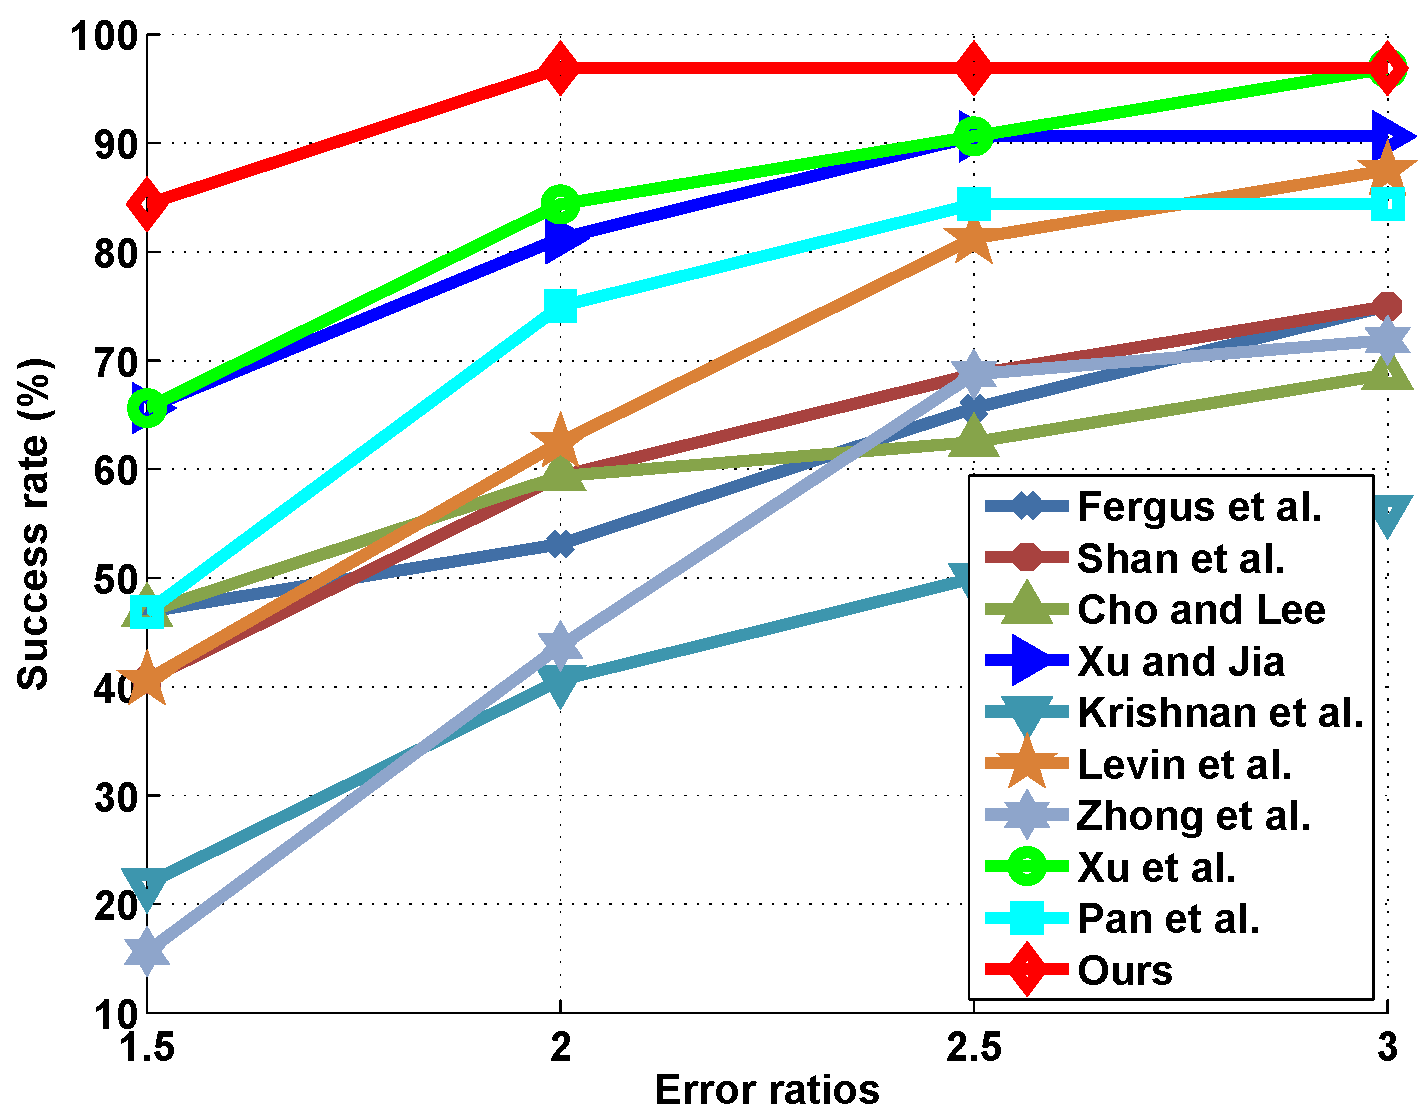 100
90
80
70
60
50
40
30
20
10
Success rate (%)
1.5
2
2.5
3
Error ratios
Fergus et al.
Shan et al.
Cho and Lee
Xu and Jia
Krishnan et al.
Levin et al.
Zhong et al.
Xu et al.
Pan et al.
Ours